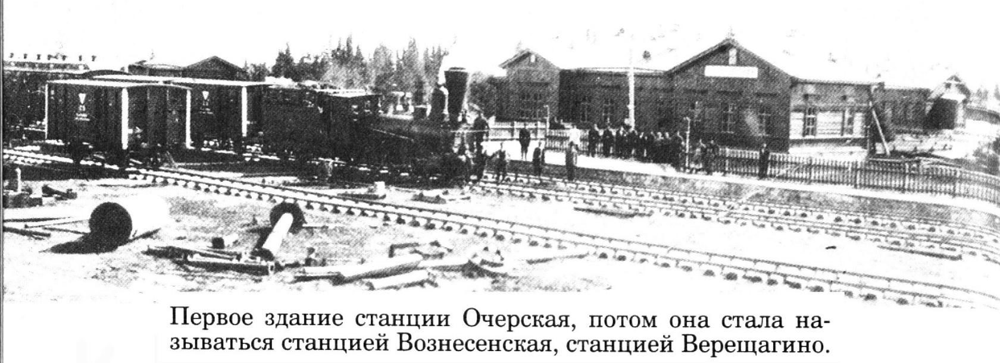 Первое здание станции Очерская, потом она стала на-
зываться станцией Вознесенская, станцией Верещагино.